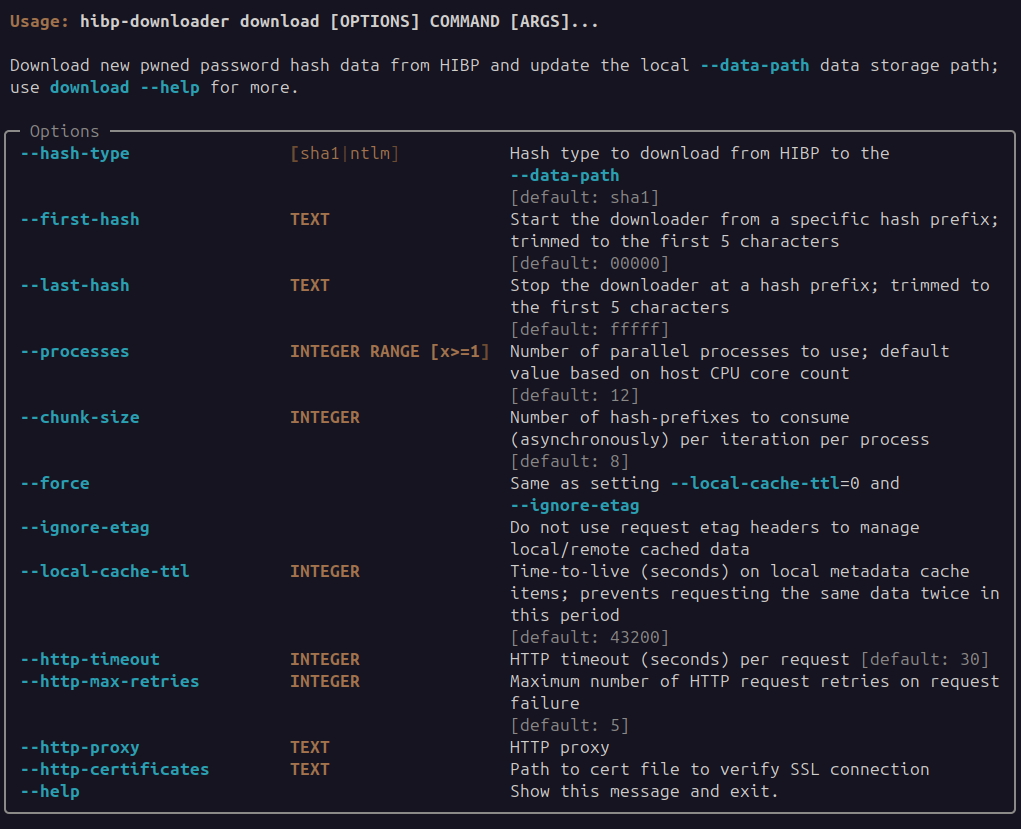 Usage: hibp-downloader download [OPTIONS] COMMAND [ARGS]...
Download new pwned password hash data from HIBP and update the local --data-path data storage path;
use download --help for more.
Options
--hash-type [sha1|ntlm] Hash type to download from HIBP to the
--data-path
[default: sha1]
--first-hash TEXT Start the downloader from a specific hash prefix;
trimmed to the first 5 characters
[default: 00000]
--last-hash TEXT Stop the downloader at a hash prefix; trimmed to
the first 5 characters
[default: fffff]
--processes INTEGER RANGE [x>=1] Number of parallel processes to use; default
value based on host CPU core count
[default: 12]
--chunk-size INTEGER Number of hash-prefixes to consume
(asynchronously) per iteration per process
[default: 8]
--force Same as setting --local-cache-ttl=0 and
--ignore-etag
--ignore-etag Do not use request etag headers to manage
local/remote cached data
--local-cache-ttl INTEGER Time-to-live (seconds) on local metadata cache
items; prevents requesting the same data twice in
this period
[default: 43200]
--http-timeout INTEGER HTTP timeout (seconds) per request [default: 30]
--http-max-retries INTEGER Maximum number of HTTP request retries on request
failure
[default: 5]
--http-proxy TEXT HTTP proxy
--http-certificates TEXT Path to cert file to verify SSL connection
--help Show this message and exit.